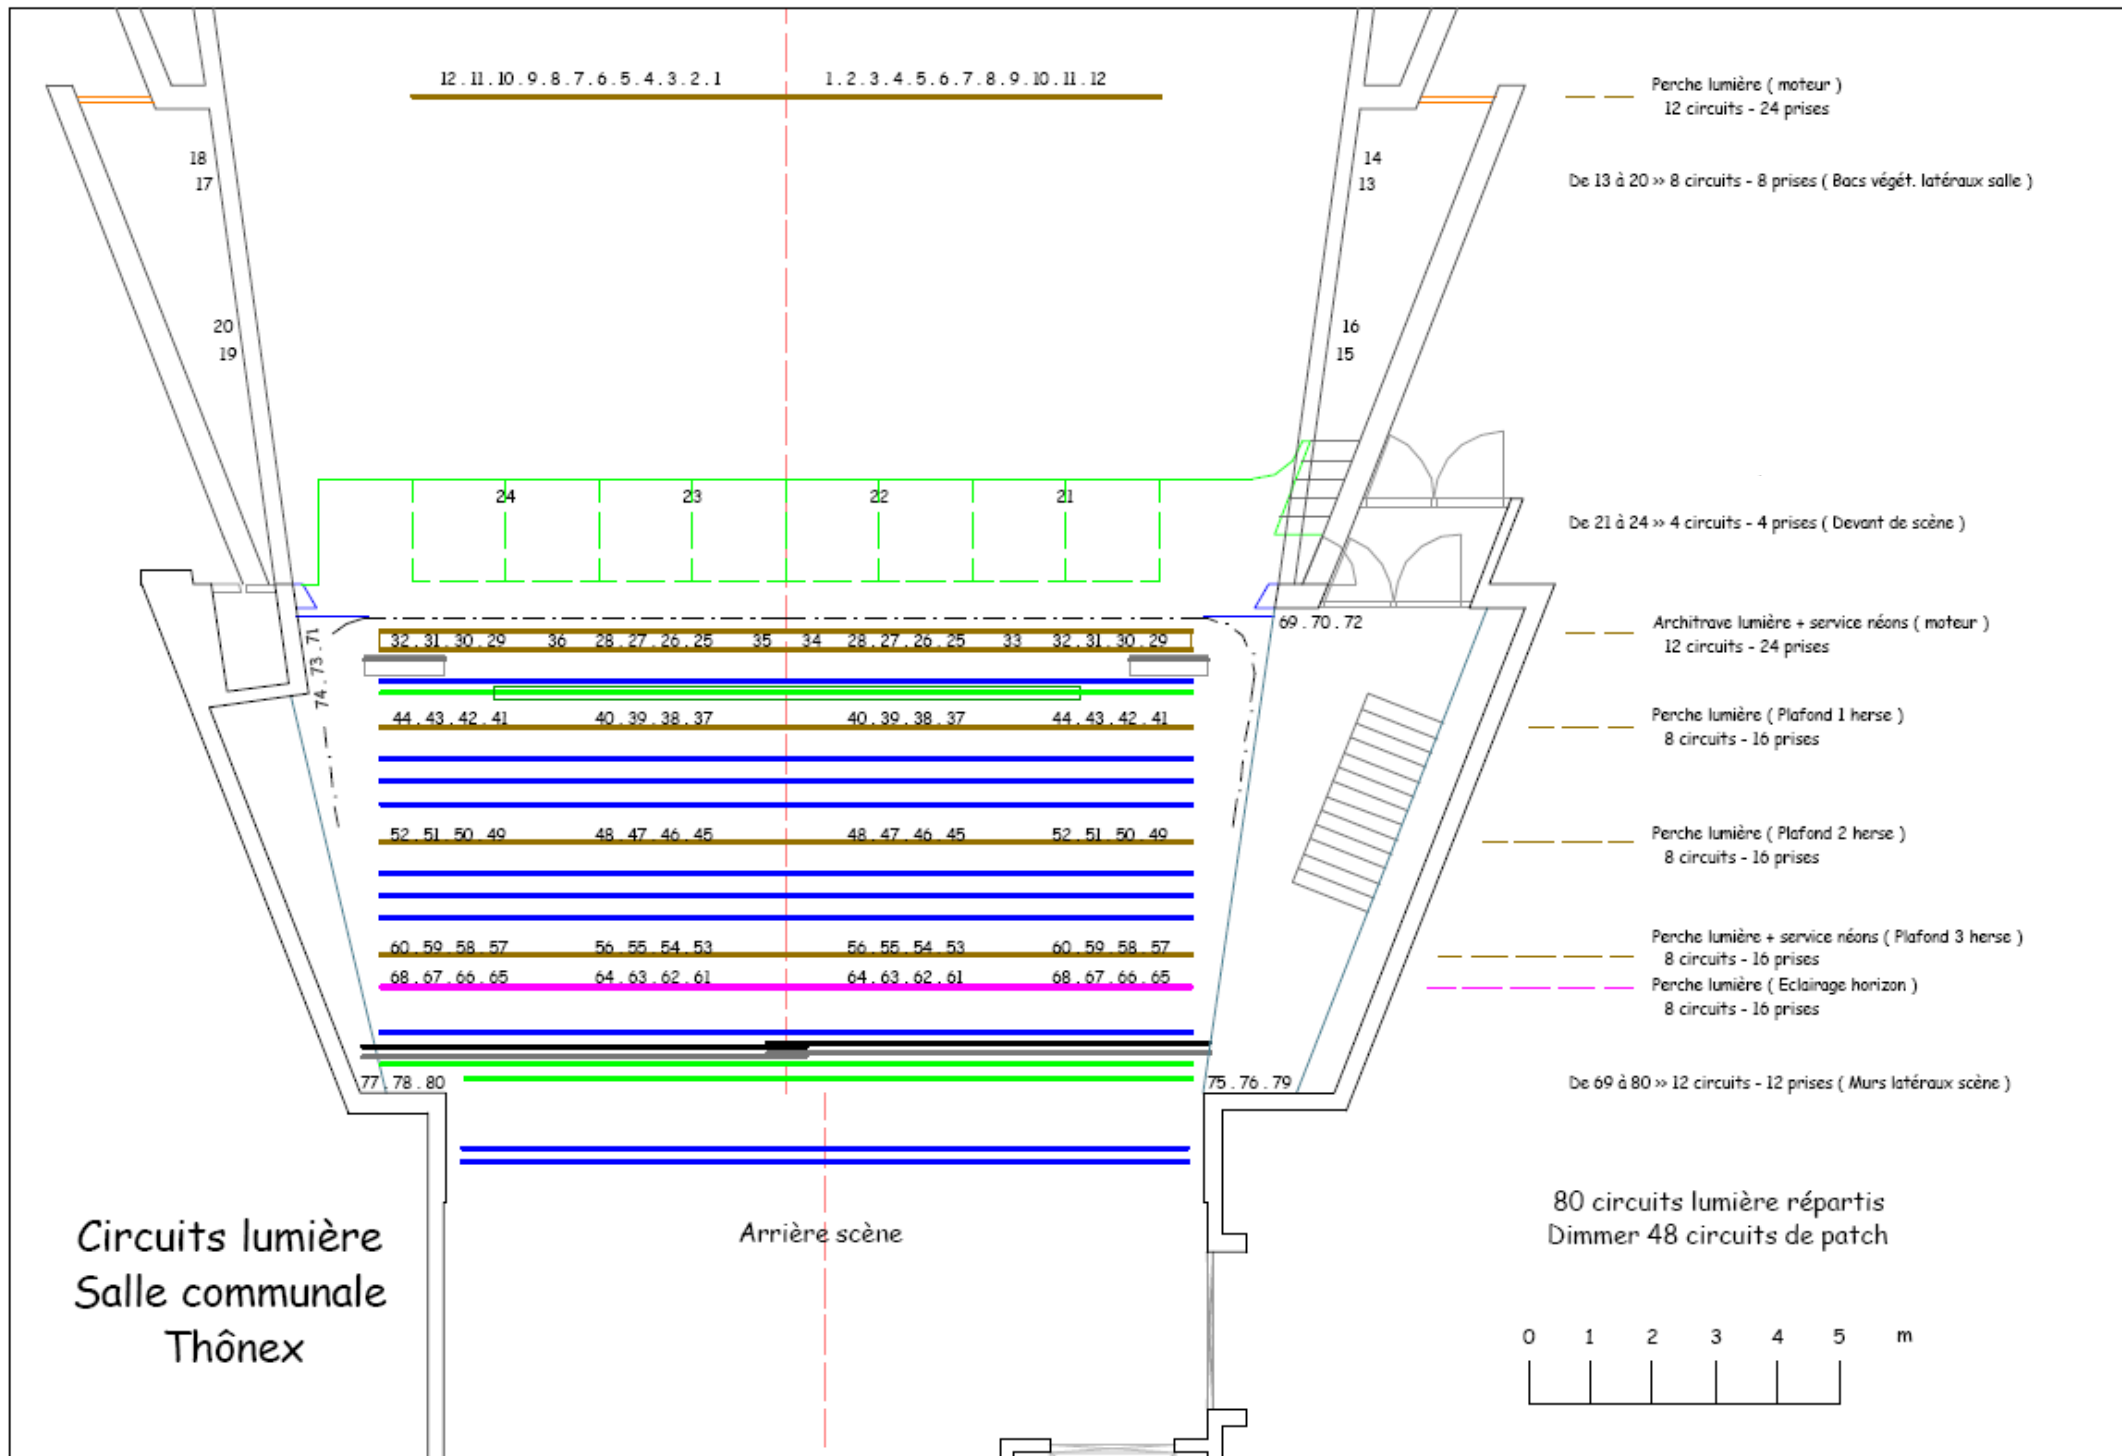 12 . 11 . 10 . 9 . 8 . 7 . 6 . 5 . 4 . 3 . 2 . 1
1 . 2 . 3 . 4 . 5 . 6 . 7 . 8 . 9 . 10 . 11 . 12
Perche lumière ( moteur )
12 circuits - 24 prises
18
17
14
13
De 13 à 20 >> 8 circuits - 8 prises ( Bacs végét. latéraux salle )
20
19
16
15
24
23
22
21
De 21 à 24 >> 4 circuits - 4 prises ( Devant de scène )
74 . 73 . 71
69 . 70 . 72
32 . 31 . 30 . 29
36
28 . 27 . 26 . 25
35
34
28 . 27 . 26 . 25
33
32 . 31 . 30 . 29
Architrave lumière + service néons ( moteur )
12 circuits - 24 prises
44 . 43 . 42 . 41
40 . 39 . 38 . 37
40 . 39 . 38 . 37
44 . 43 . 42 . 41
Perche lumière ( Plafond 1 herse )
8 circuits - 16 prises
52 . 51 . 50 . 49
48 . 47 . 46 . 45
48 . 47 . 46 . 45
52 . 51 . 50 . 49
Perche lumière ( Plafond 2 herse )
8 circuits - 16 prises
60 . 59 . 58 . 57
56 . 55 . 54 . 53
56 . 55 . 54 . 53
60 . 59 . 58 . 57
Perche lumière + service néons ( Plafond 3 herse )
8 circuits - 16 prises
68 . 67 . 66 . 65
64 . 63 . 62 . 61
64 . 63 . 62 . 61
68 . 67 . 66 . 65
Perche lumière ( Eclairage horizon )
8 circuits - 16 prises
77 . 78 . 80
75 . 76 . 79
De 69 à 80 >> 12 circuits - 12 prises ( Murs latéraux scène )
Circuits lumière
Salle communale
Thônex
Arrière scène
80 circuits lumière répartis
Dimmer 48 circuits de patch
0 1 2 3 4 5 m